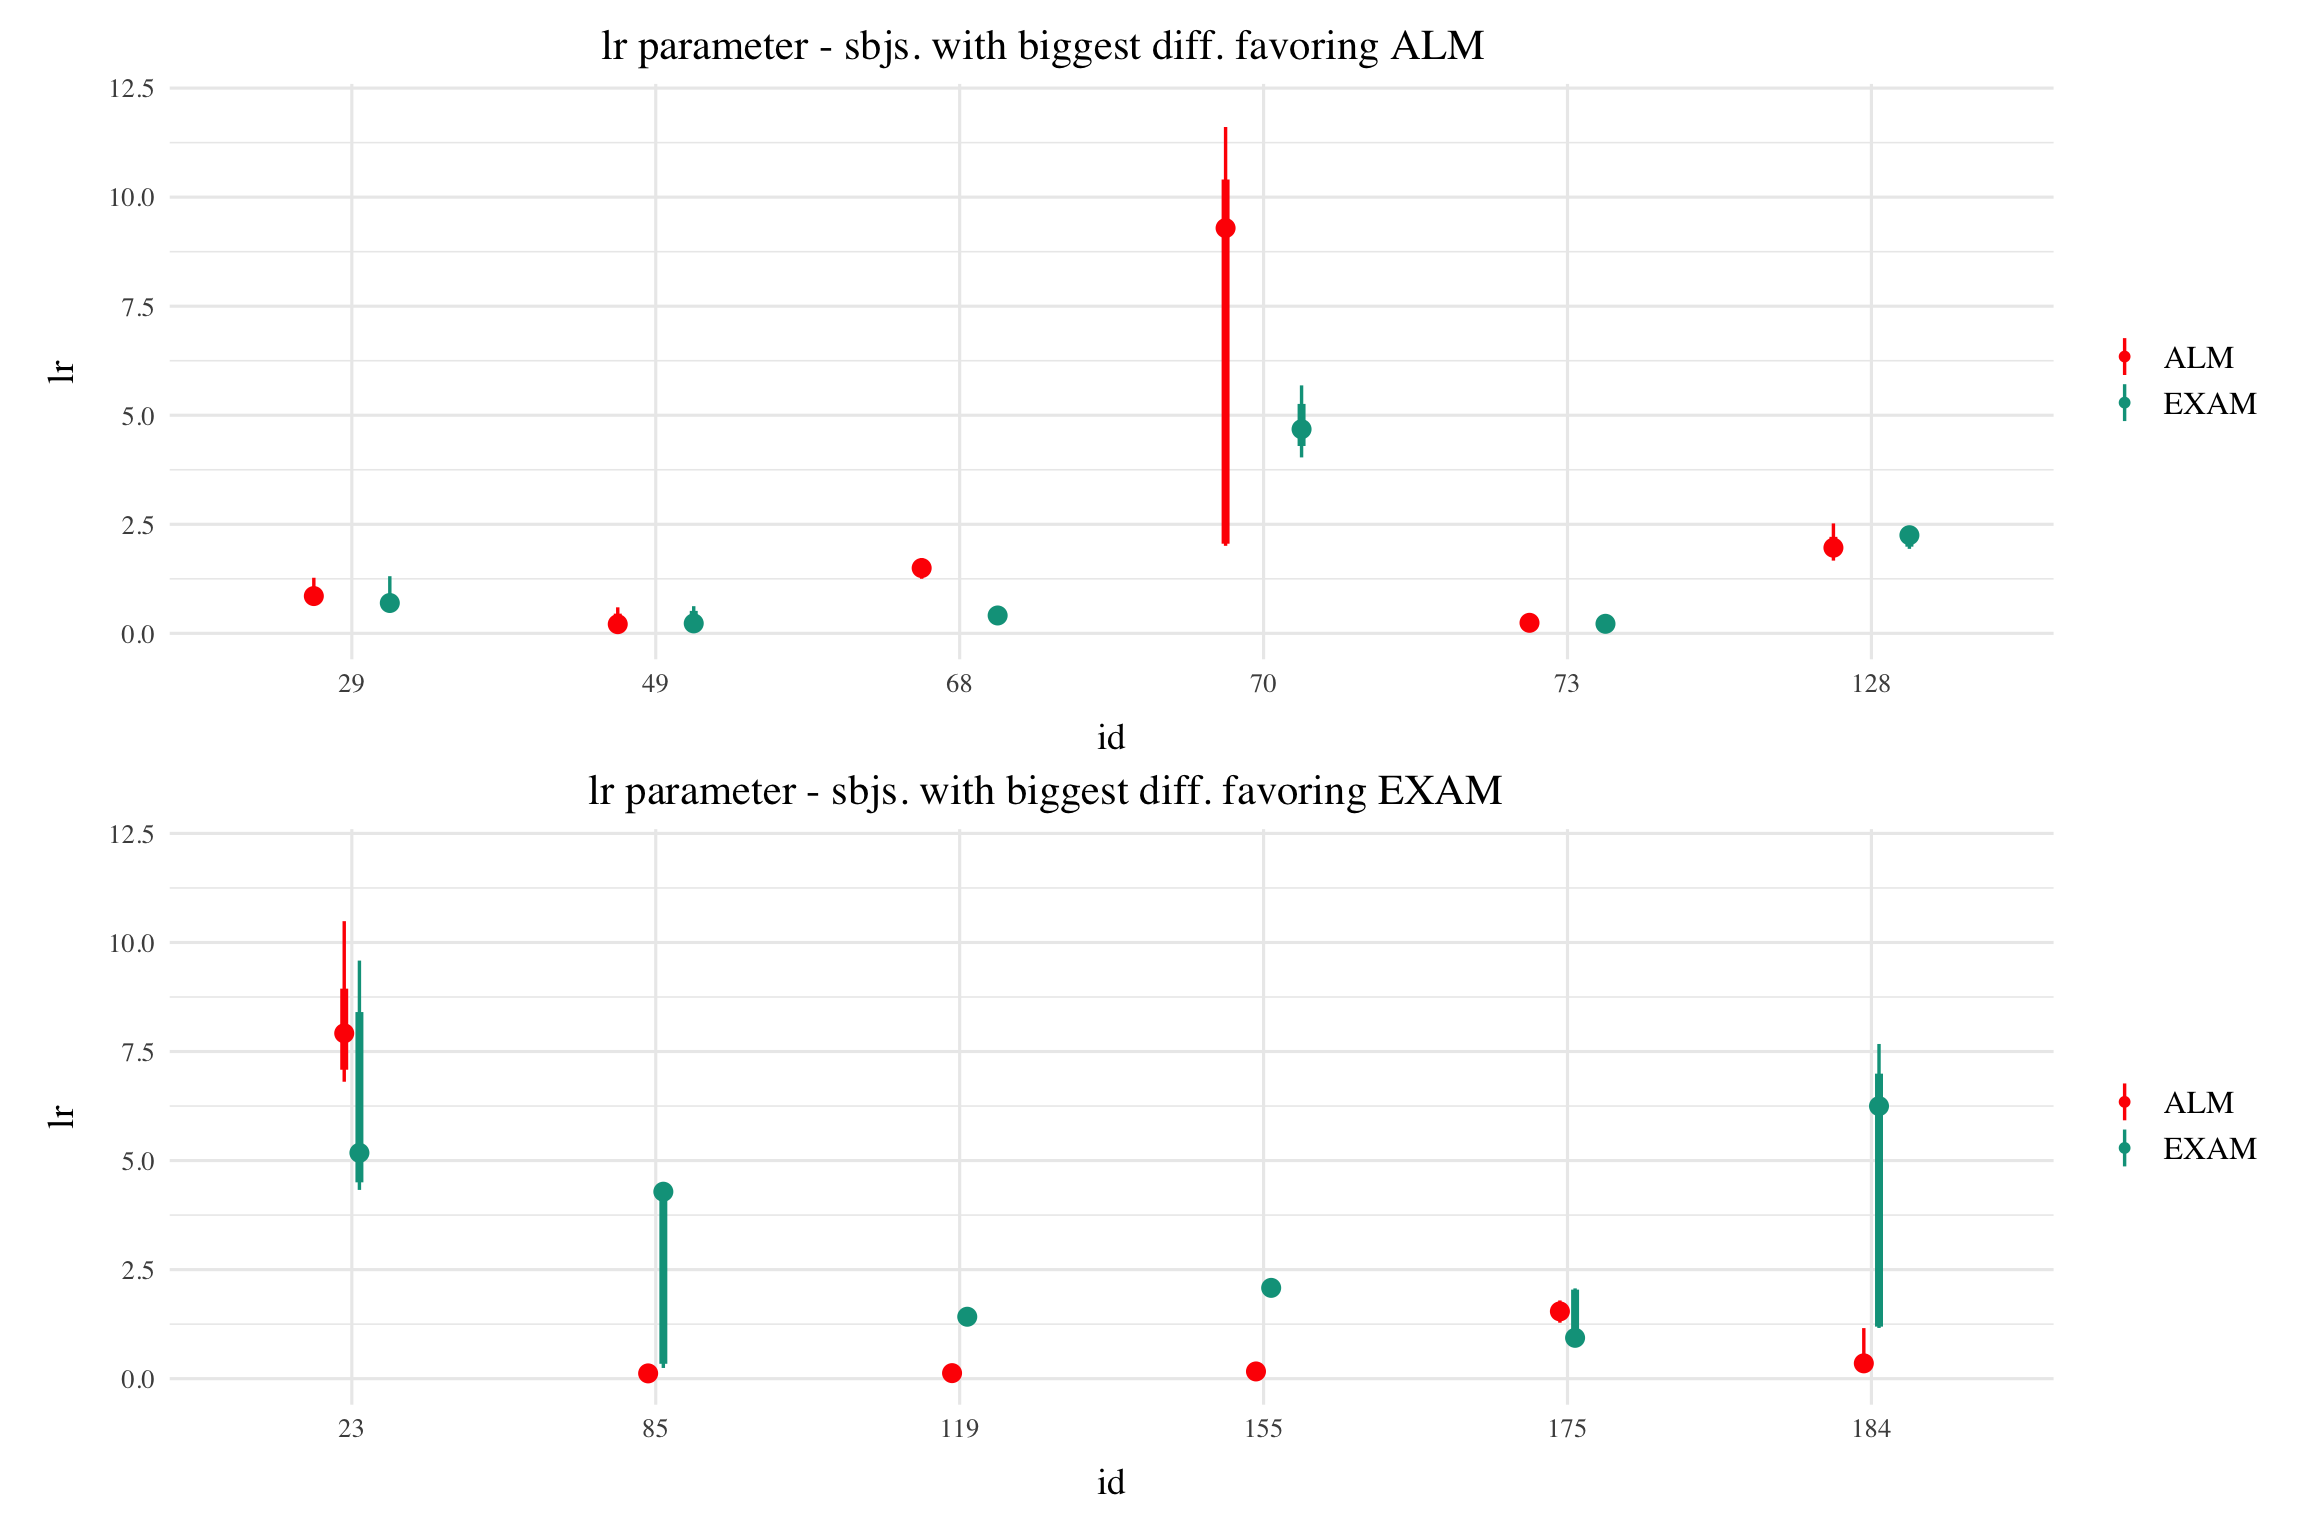 lr parameter - sbjs. with biggest diff. favoring ALM
12.5
10.0
7.5
5.0
2.5
0.0
lr
29 49 68 70 73 128
id
ALM
EXAM
lr parameter - sbjs. with biggest diff. favoring EXAM
12.5
10.0
7.5
5.0
2.5
0.0
lr
23 85 119 155 175 184
id
ALM
EXAM